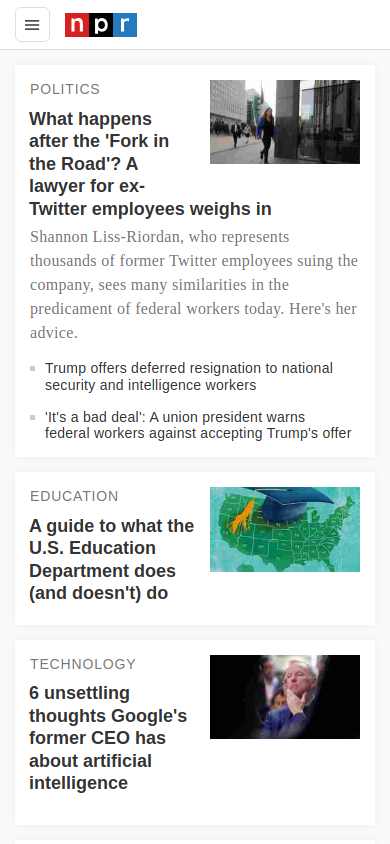 npr
POLITICS
What happens
after the 'Fork in
the Road'? A
lawyer for ex-
Twitter employees weighs in
Shannon Liss-Riordan, who represents
thousands of former Twitter employees suing the
company, sees many similarities in the
predicament of federal workers today. Here's her
advice.
Trump offers deferred resignation to national
security and intelligence workers
'It's a bad deal': A union president warns
federal workers against accepting Trump's offer
EDUCATION
A guide to what the
U.S. Education
Department does
(and doesn't) do
TECHNOLOGY
6 unsettling
thoughts Google's
former CEO has
about artificial
intelligence